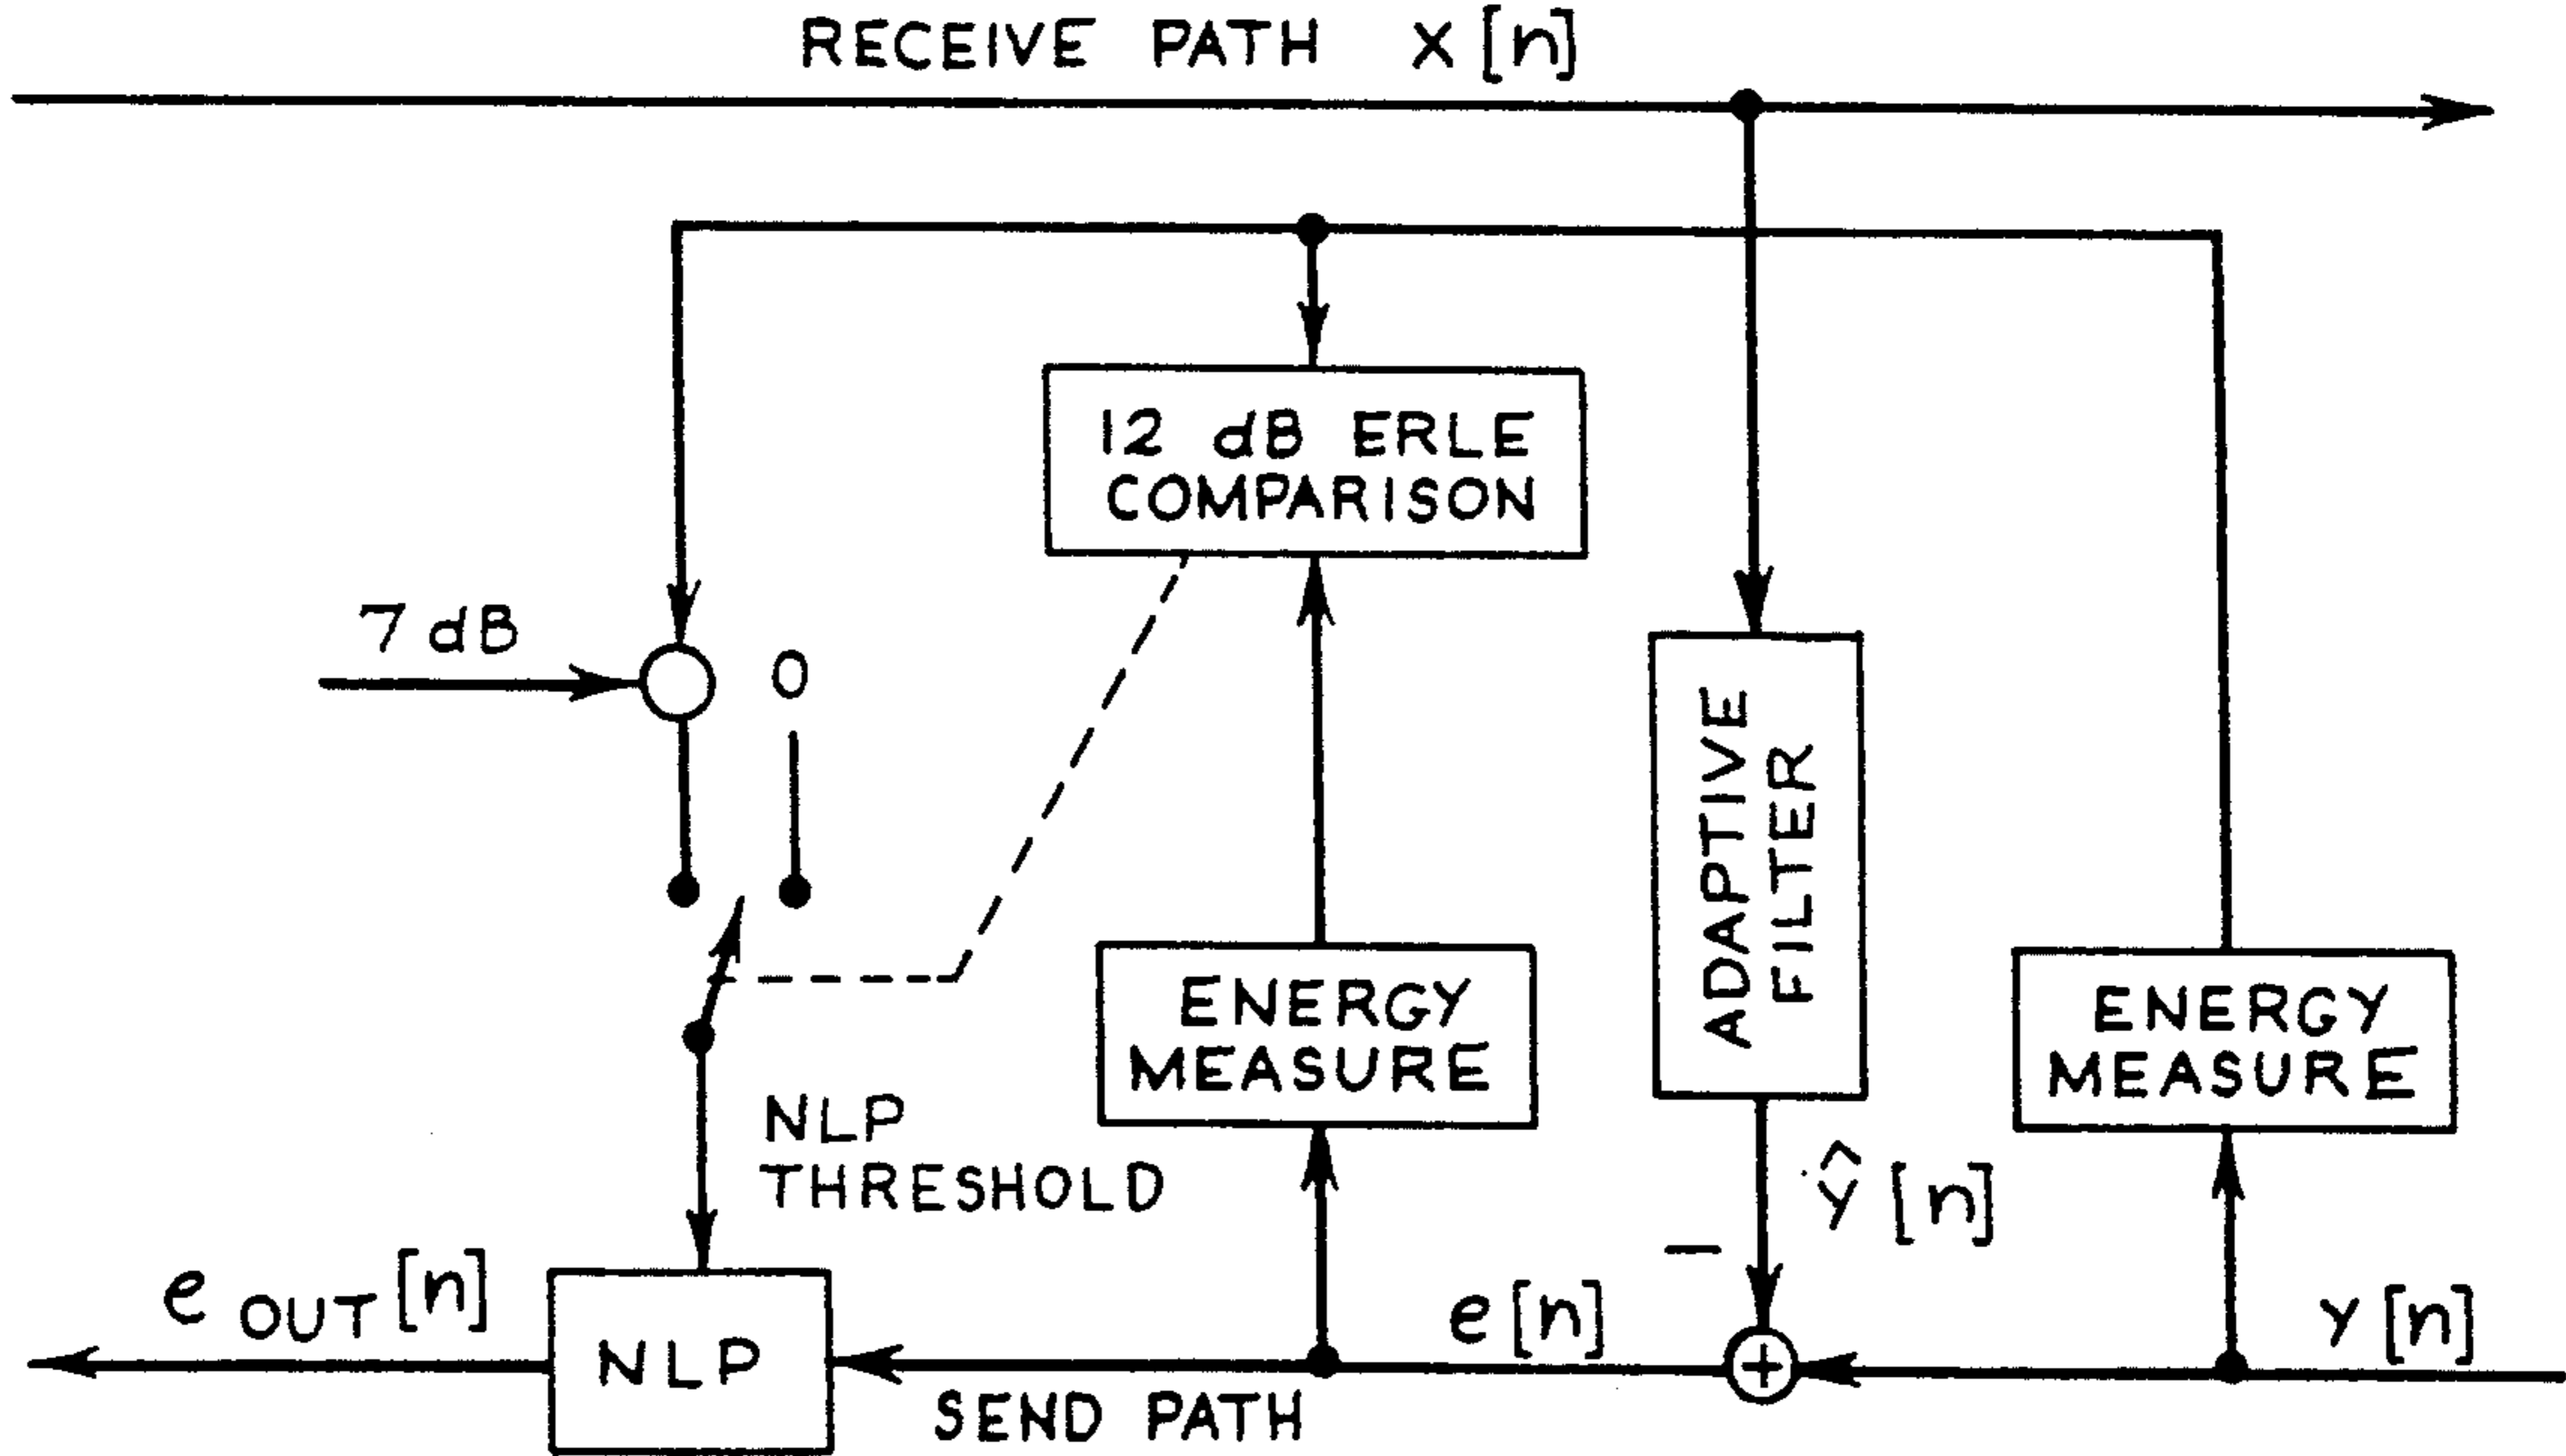 RECEIVE PATH X[n]
12 dB ERLE
COMPARISON
7 dB
0
ADAPTIVE
FILTER
ENERGY
MEASURE
ENERGY
MEASURE
NLP
THRESHOLD
ŷ[n]
−
e OUT[n]
e[n]
y[n]
NLP
+
SEND PATH